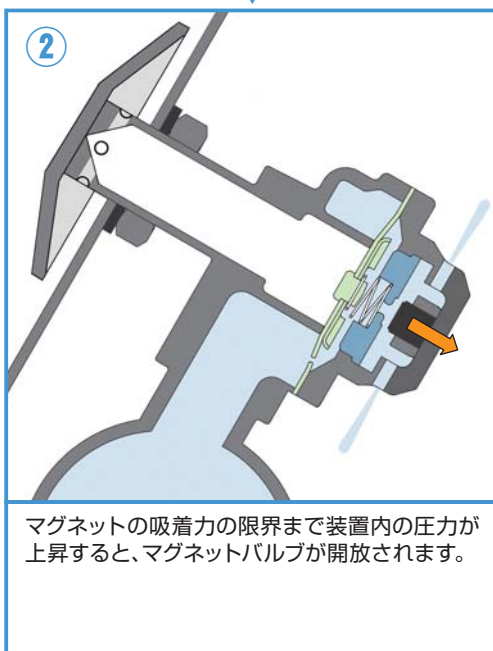 ②
マグネットの吸着力の限界まで装置内の圧力が
上昇すると、マグネットバルブが開放されます。